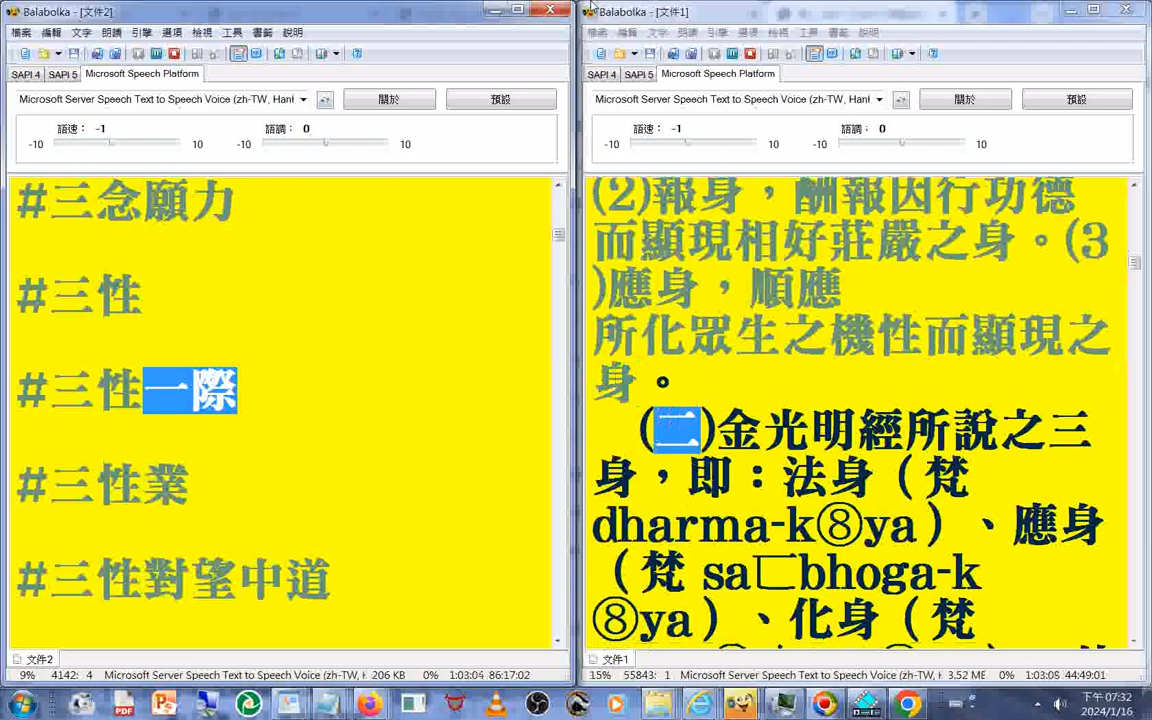 Balabolka - [文件2]
檔案 編輯 文字 朗讀 引擎 選項 檢視 工具 書籤 說明
SAPI 4 SAPI 5 Microsoft Speech Platform
Microsoft Server Speech Text to Speech Voice (zh-TW, Hanl
關於 預設
語速： -1 語調： 0
-10 10 -10 10
#三念願力
#三性
#三性一際
#三性業
#三性對望中道
文件2
9% 4142: 4 Microsoft Server Speech Text to Speech Voice (zh-TW, 206 KB 0% 1:03:04 86:17:02
Balabolka - [文件1]
檔案 編輯 文字 朗讀 引擎 選項 檢視 工具 書籤 說明
SAPI 4 SAPI 5 Microsoft Speech Platform
Microsoft Server Speech Text to Speech Voice (zh-TW, Hanl
關於 預設
語速： -1 語調： 0
-10 10 -10 10
(2)報身，酬報因行功德
而顯現相好莊嚴之身。(3
)應身，順應
所化眾生之機性而顯現之
身。
(二)金光明經所說之三
身，即：法身（梵
dharma-k⑧ya）、應身
（梵 sa匚bhoga-k
⑧ya）、化身（梵
文件1
15% 55843: 1 Microsoft Server Speech Text to Speech Voice (zh-TW, 3.52 ME 0% 1:03:08 44:49:01
下午 07:32
2024/1/16